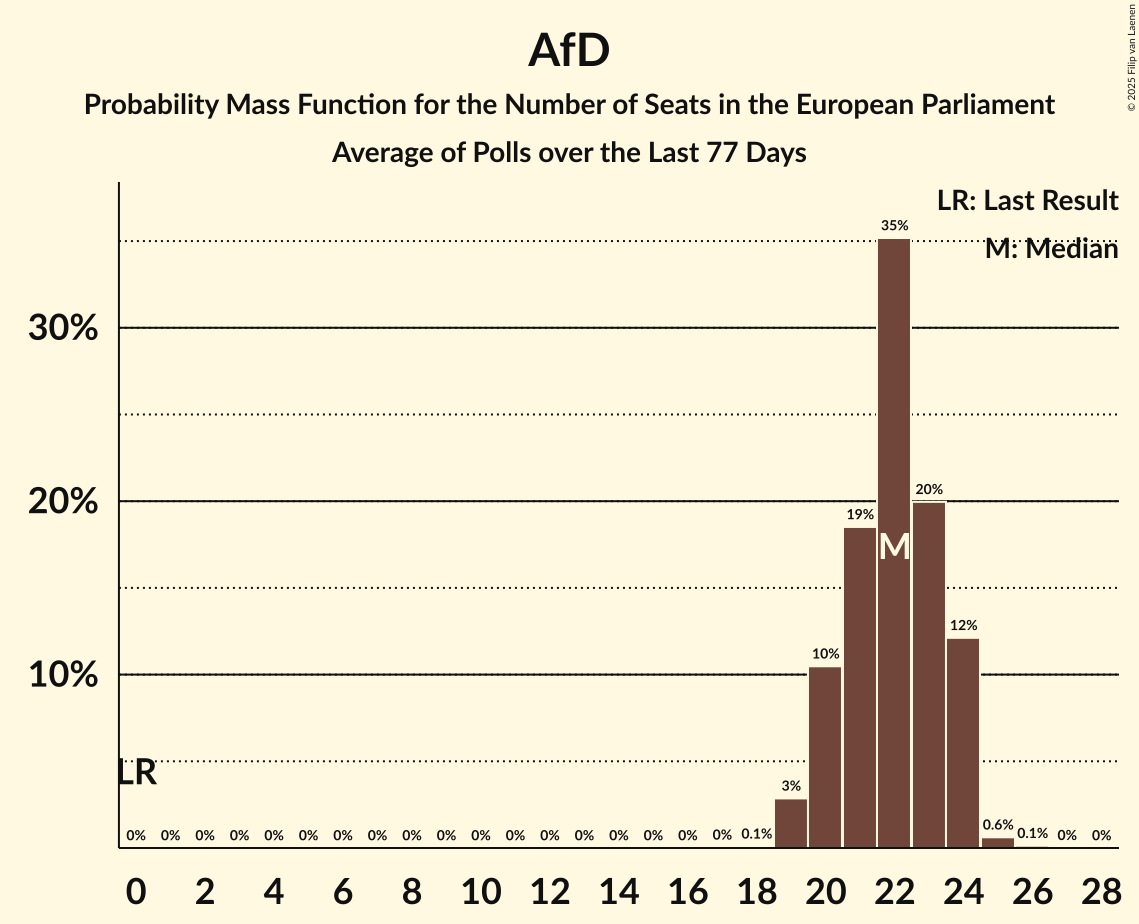 AfD
Probability Mass Function for the Number of Seats in the European Parliament
Average of Polls over the Last 77 Days
© 2025 Filip van Laenen
LR: Last Result
M: Median
30%
20%
10%
LR
M
0% 0% 0% 0% 0% 0% 0% 0% 0% 0% 0% 0% 0% 0% 0% 0% 0% 0% 0.1% 3% 10% 19% 35% 20% 12% 0.6% 0.1% 0% 0%
0 2 4 6 8 10 12 14 16 18 20 22 24 26 28